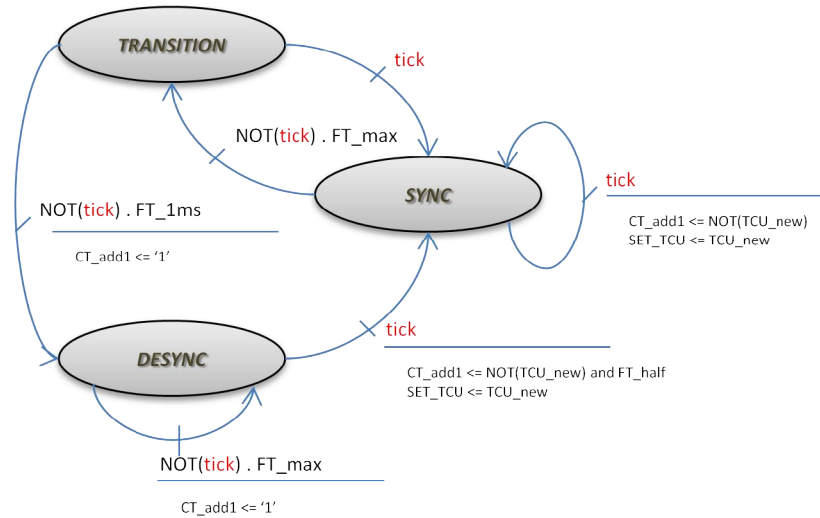 TRANSITION
tick
NOT(tick) . FT_max
SYNC
tick
CT_add1 <= NOT(TCU_new)
SET_TCU <= TCU_new
NOT(tick) . FT_1ms
CT_add1 <= ‘1’
DESYNC
tick
CT_add1 <= NOT(TCU_new) and FT_half
SET_TCU <= TCU_new
NOT(tick) . FT_max
CT_add1 <= ‘1’